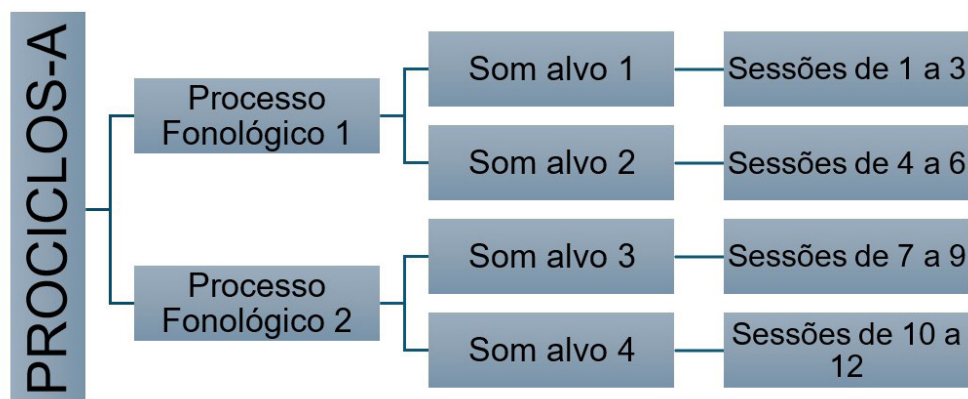 PROCICLOS-A
Processo
Fonológico 1
Som alvo 1
Sessões de 1 a 3
Som alvo 2
Sessões de 4 a 6
Processo
Fonológico 2
Som alvo 3
Sessões de 7 a 9
Som alvo 4
Sessões de 10 a
12